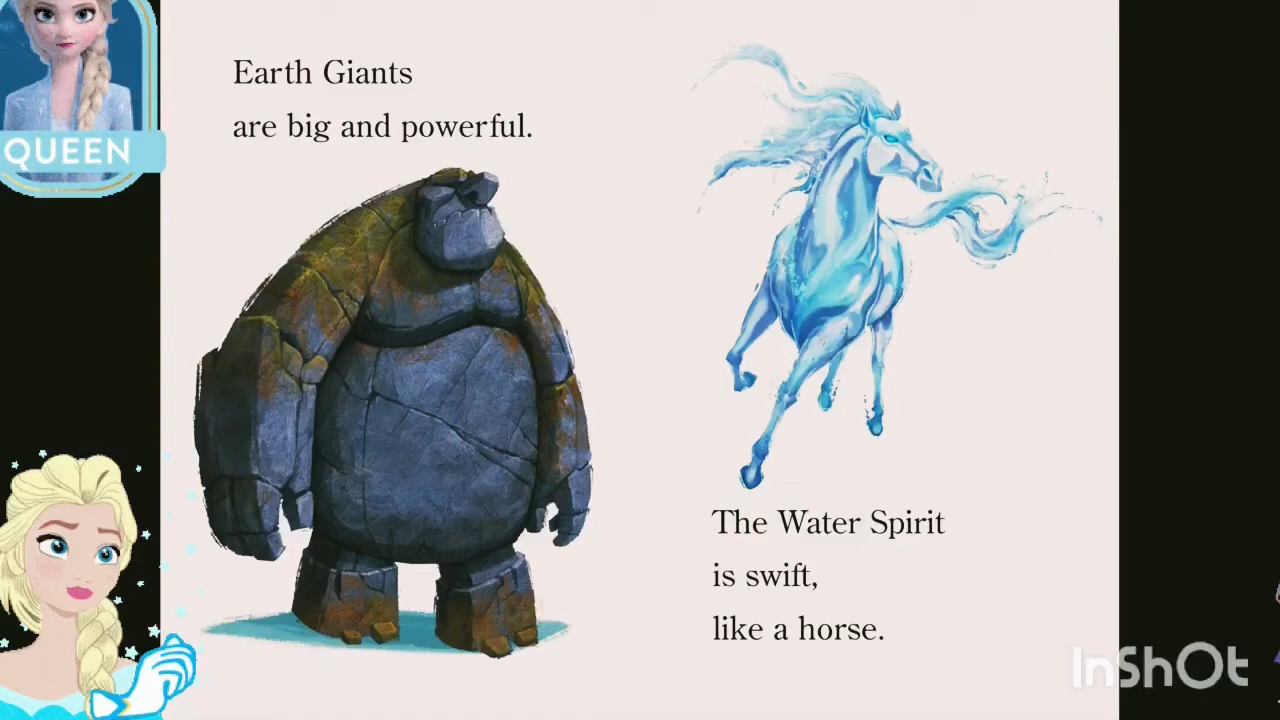 QUEEN
Earth Giants
are big and powerful.
The Water Spirit
is swift,
like a horse.
InShOt